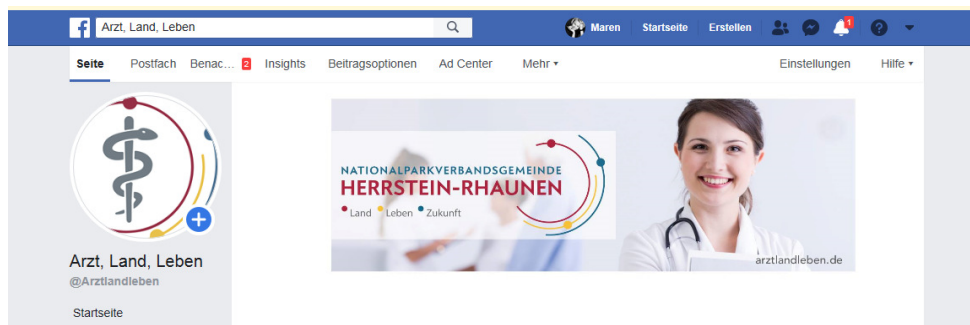 Arzt, Land, Leben
Maren Startseite Erstellen 1
Seite Postfach Benac... 2 Insights Beitragsoptionen Ad Center Mehr Einstellungen Hilfe
NATIONALPARKVERBANDSGEMEINDE
HERRSTEIN-RHAUNEN
Land Leben Zukunft
arztlandleben.de
Arzt, Land, Leben
@Arztlandleben
Startseite